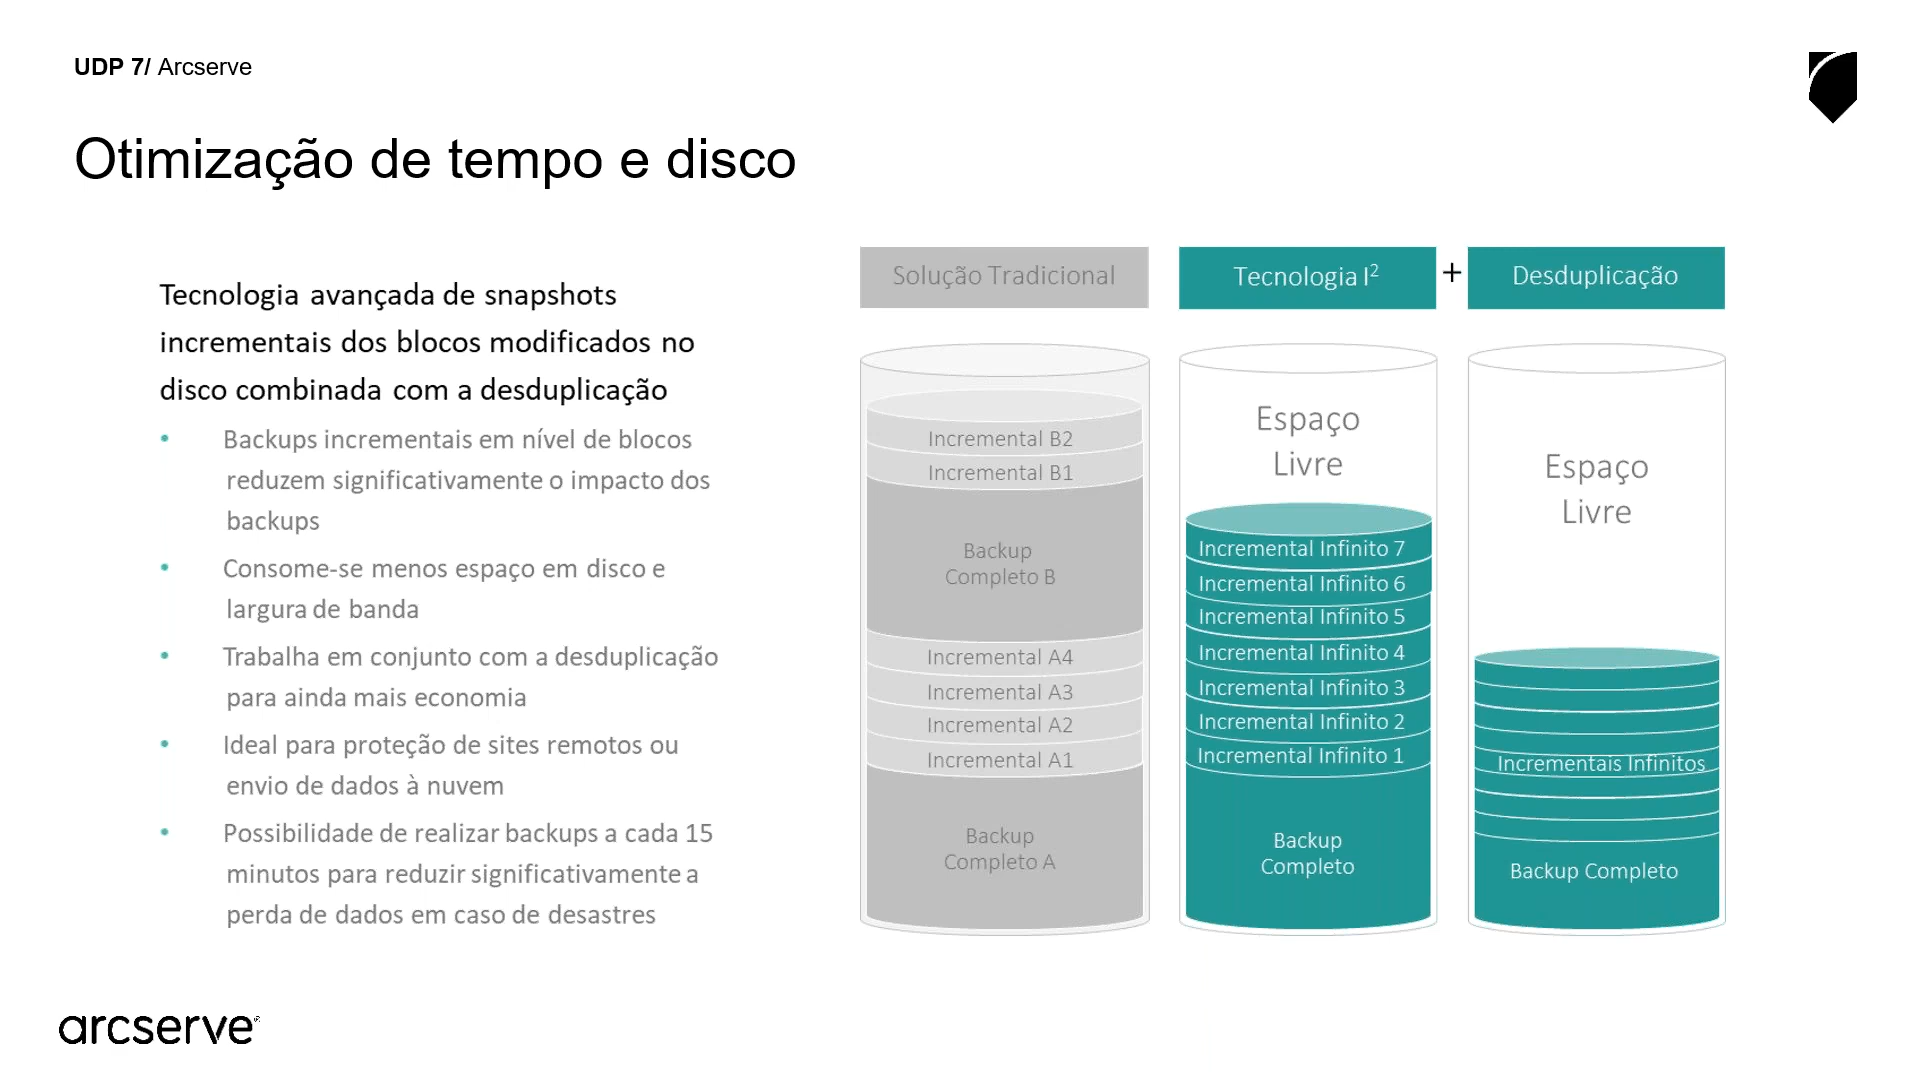 UDP 7/ Arcserve
Otimização de tempo e disco
Tecnologia avançada de snapshots
incrementais dos blocos modificados no
disco combinada com a desduplicação
• Backups incrementais em nível de blocos
reduzem significativamente o impacto dos
backups
• Consome-se menos espaço em disco e
largura de banda
• Trabalha em conjunto com a desduplicação
para ainda mais economia
• Ideal para proteção de sites remotos ou
envio de dados à nuvem
• Possibilidade de realizar backups a cada 15
minutos para reduzir significativamente a
perda de dados em caso de desastres
Solução Tradicional
Incremental B2
Incremental B1
Backup
Completo B
Incremental A4
Incremental A3
Incremental A2
Incremental A1
Backup
Completo A
Tecnologia I²
Espaço
Livre
Incremental Infinito 7
Incremental Infinito 6
Incremental Infinito 5
Incremental Infinito 4
Incremental Infinito 3
Incremental Infinito 2
Incremental Infinito 1
Backup
Completo
+
Desduplicação
Espaço
Livre
Incrementais Infinitos
Backup Completo
arcserve®